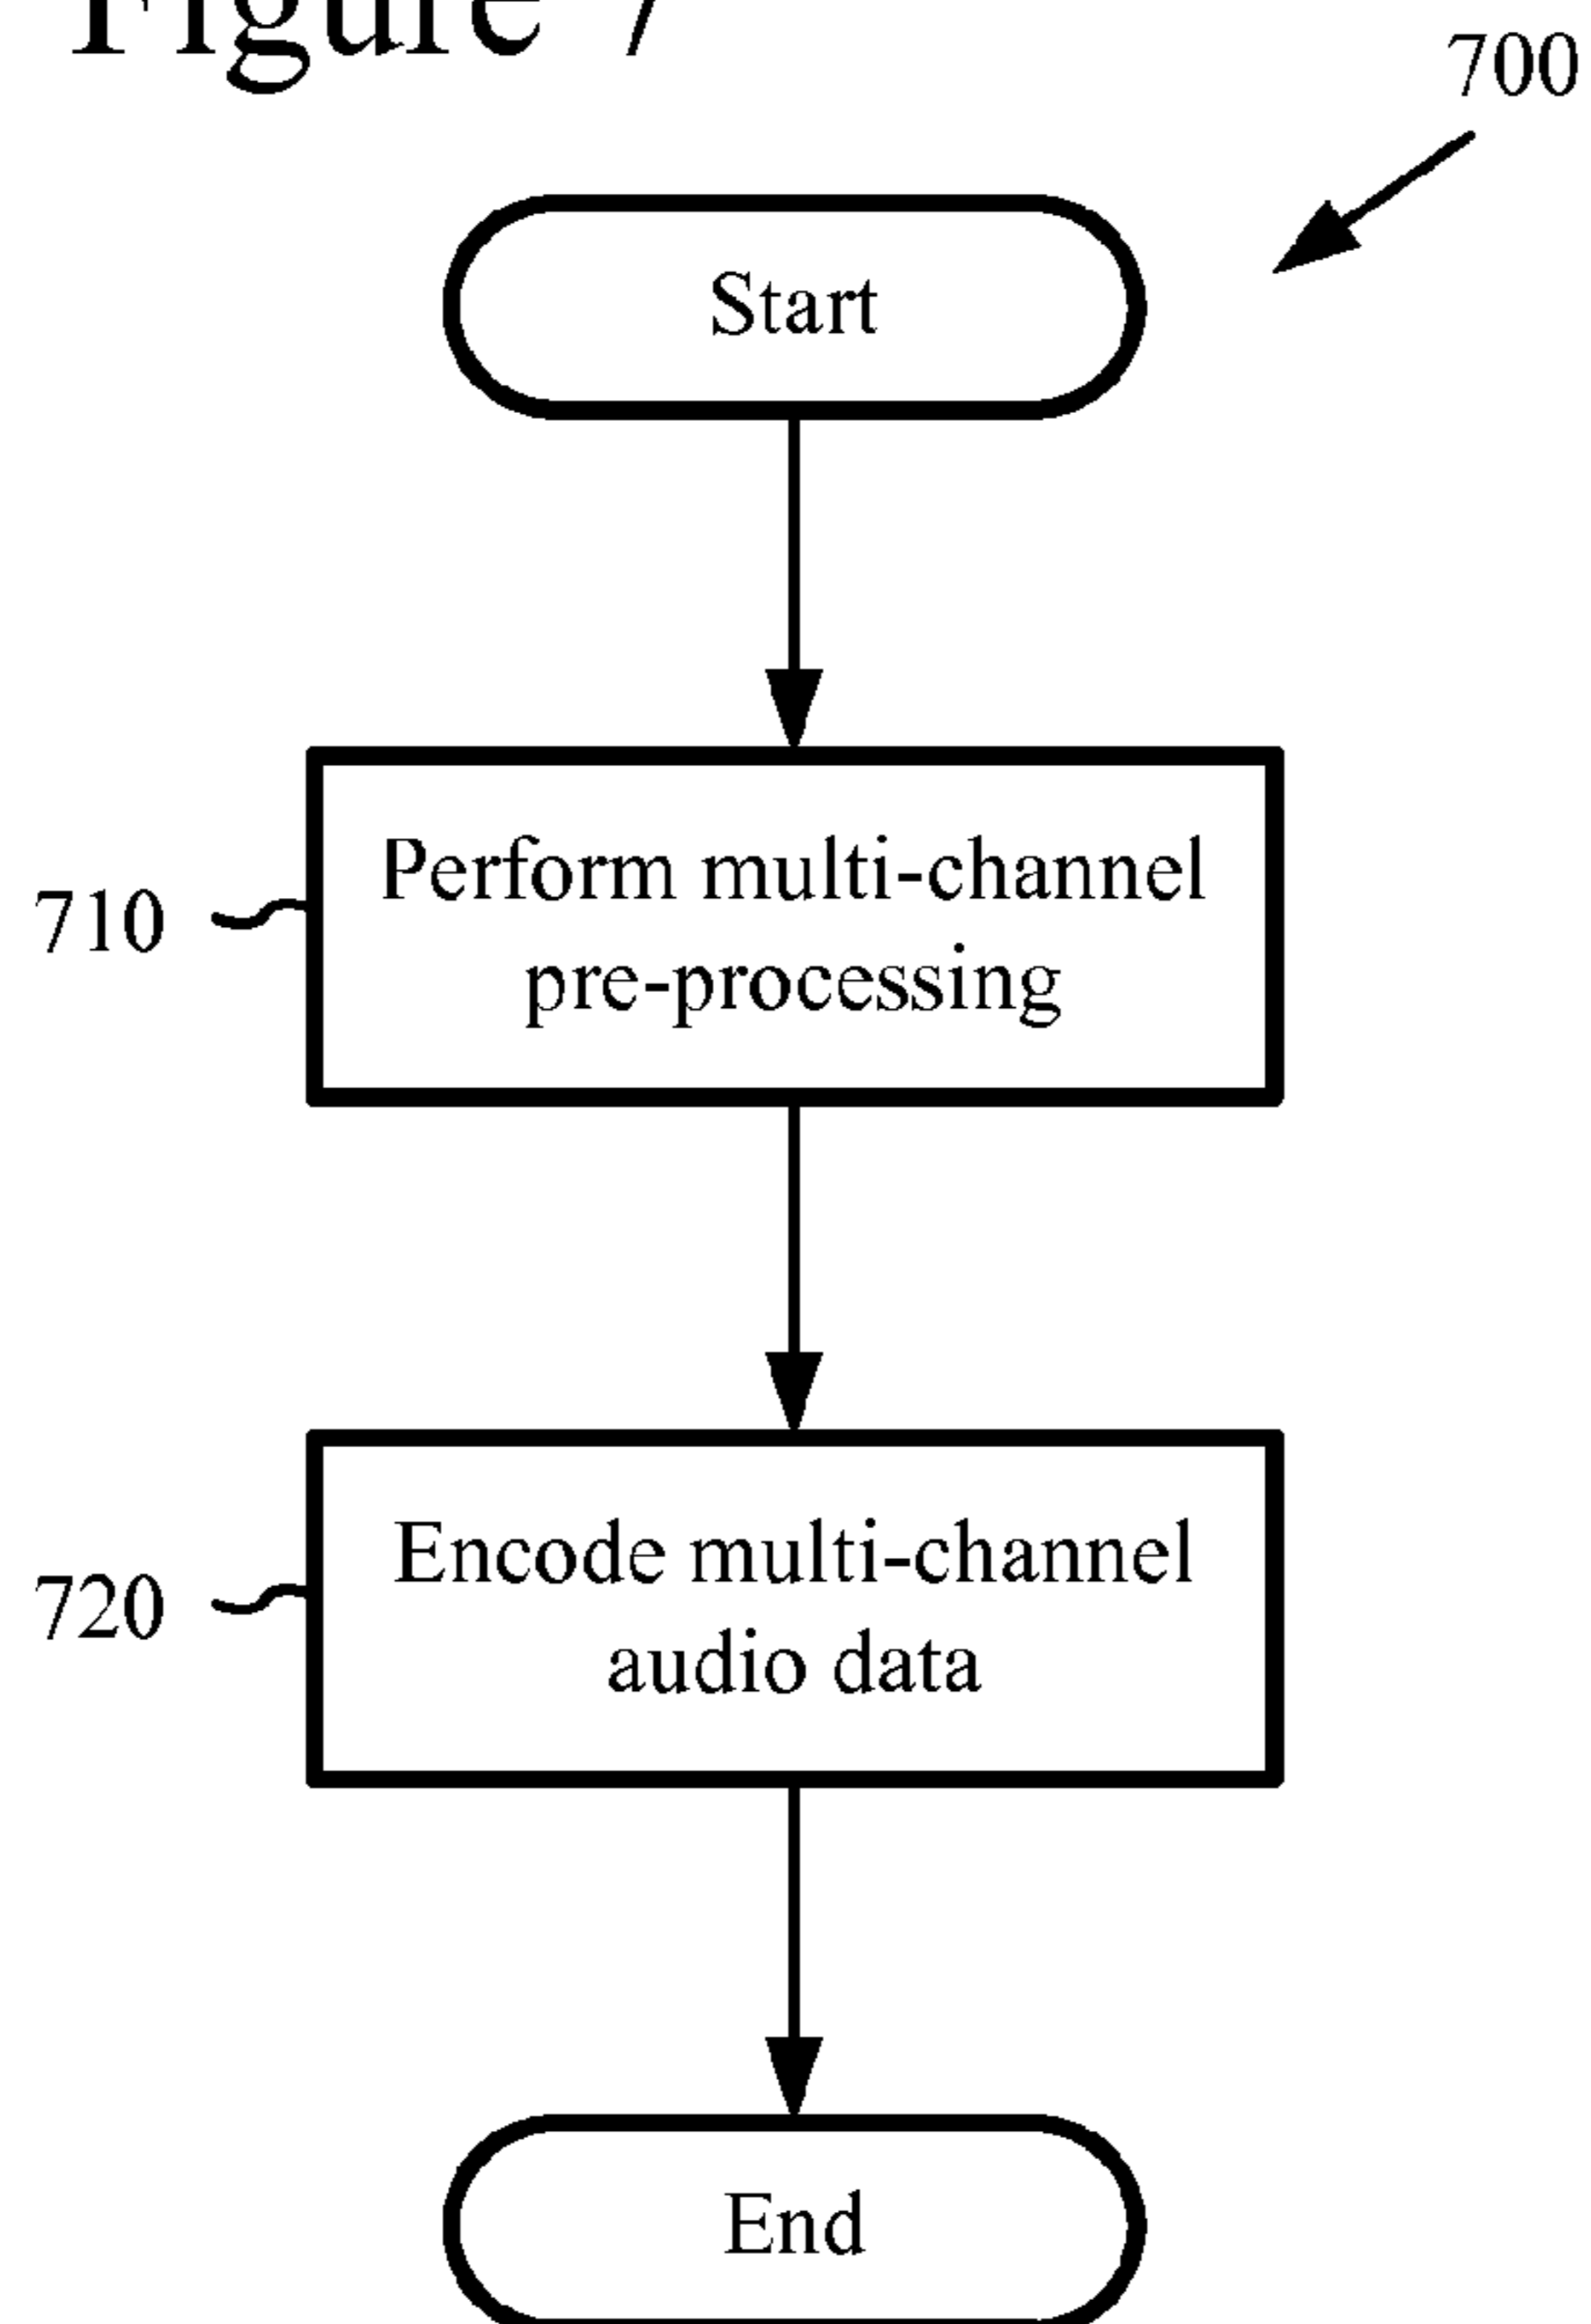 Figure 7
700
Start
710
Perform multi-channel
pre-processing
720
Encode multi-channel
audio data
End